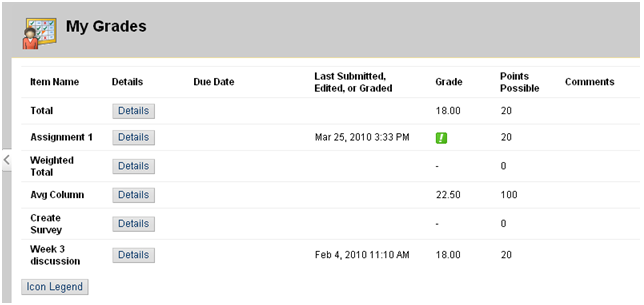 My Grades
Item Name Details Due Date Last Submitted, Edited, or Graded Grade Points Possible Comments
Total Details 18.00 20
Assignment 1 Details Mar 25, 2010 3:33 PM ! 20
Weighted Total Details - 0
Avg Column Details 22.50 100
Create Survey Details - 0
Week 3 discussion Details Feb 4, 2010 11:10 AM 18.00 20
Icon Legend